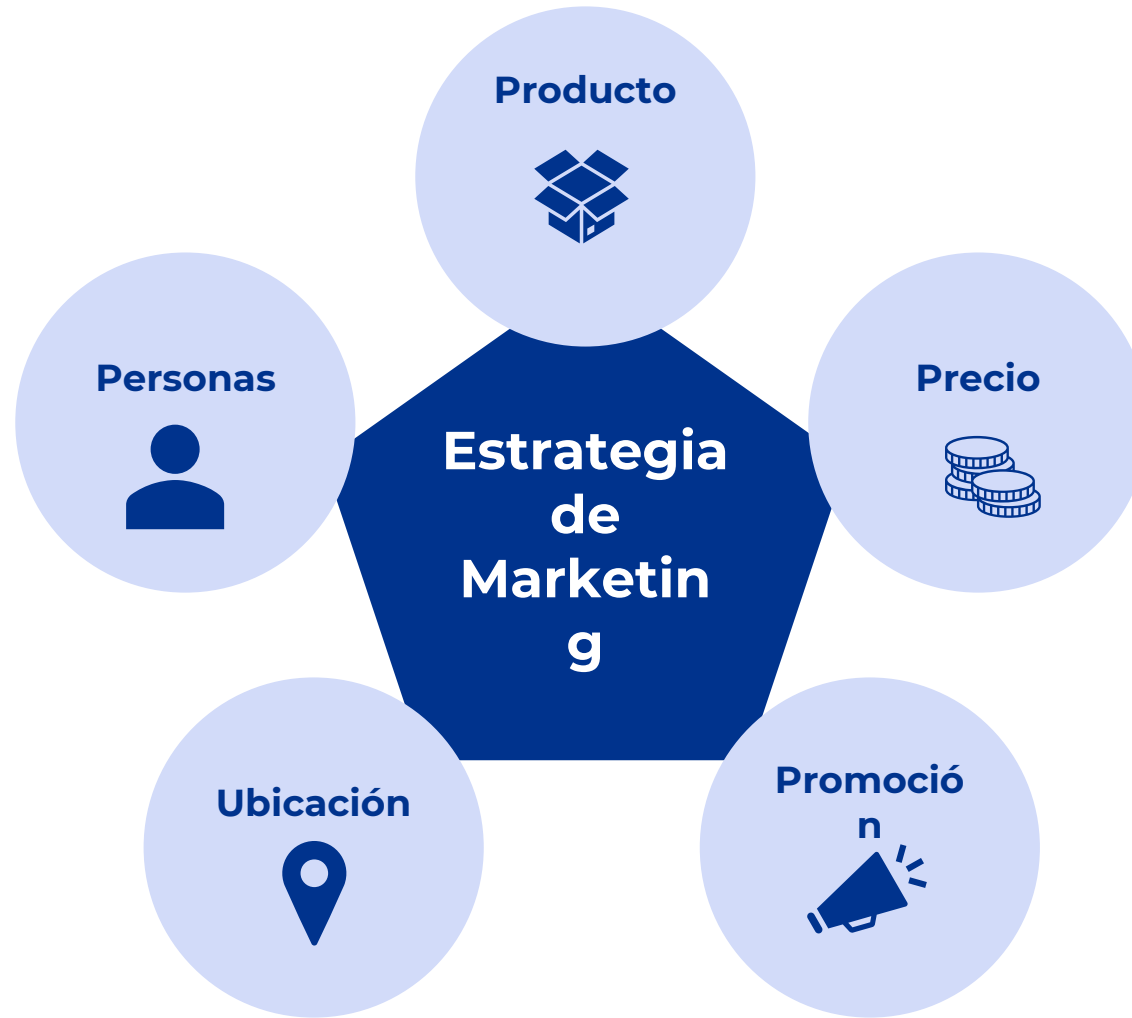 Producto
Personas
Precio
Estrategia
de
Marketin
g
Ubicación
Promoció
n